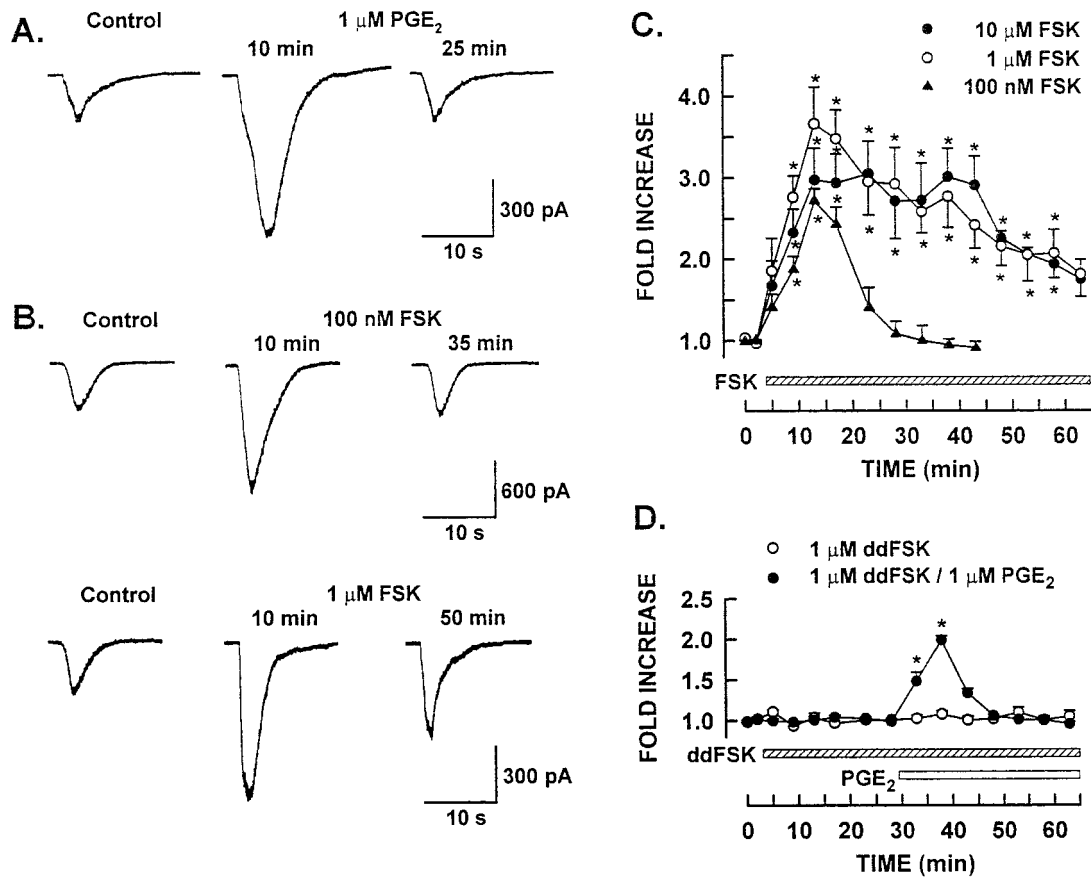 A.
Control
1 μM PGE2
10 min
25 min
300 pA
10 s
B.
Control
100 nM FSK
10 min
35 min
600 pA
10 s
Control
1 μM FSK
10 min
50 min
300 pA
10 s
C.
10 μM FSK
1 μM FSK
100 nM FSK
FOLD INCREASE
4.0
3.0
2.0
1.0
* * * * * * * * * * * * * * * * * * * * * * * *
FSK
0 10 20 30 40 50 60
TIME (min)
D.
1 μM ddFSK
1 μM ddFSK / 1 μM PGE2
FOLD INCREASE
2.5
2.0
1.5
1.0
* *
ddFSK
PGE2
0 10 20 30 40 50 60
TIME (min)